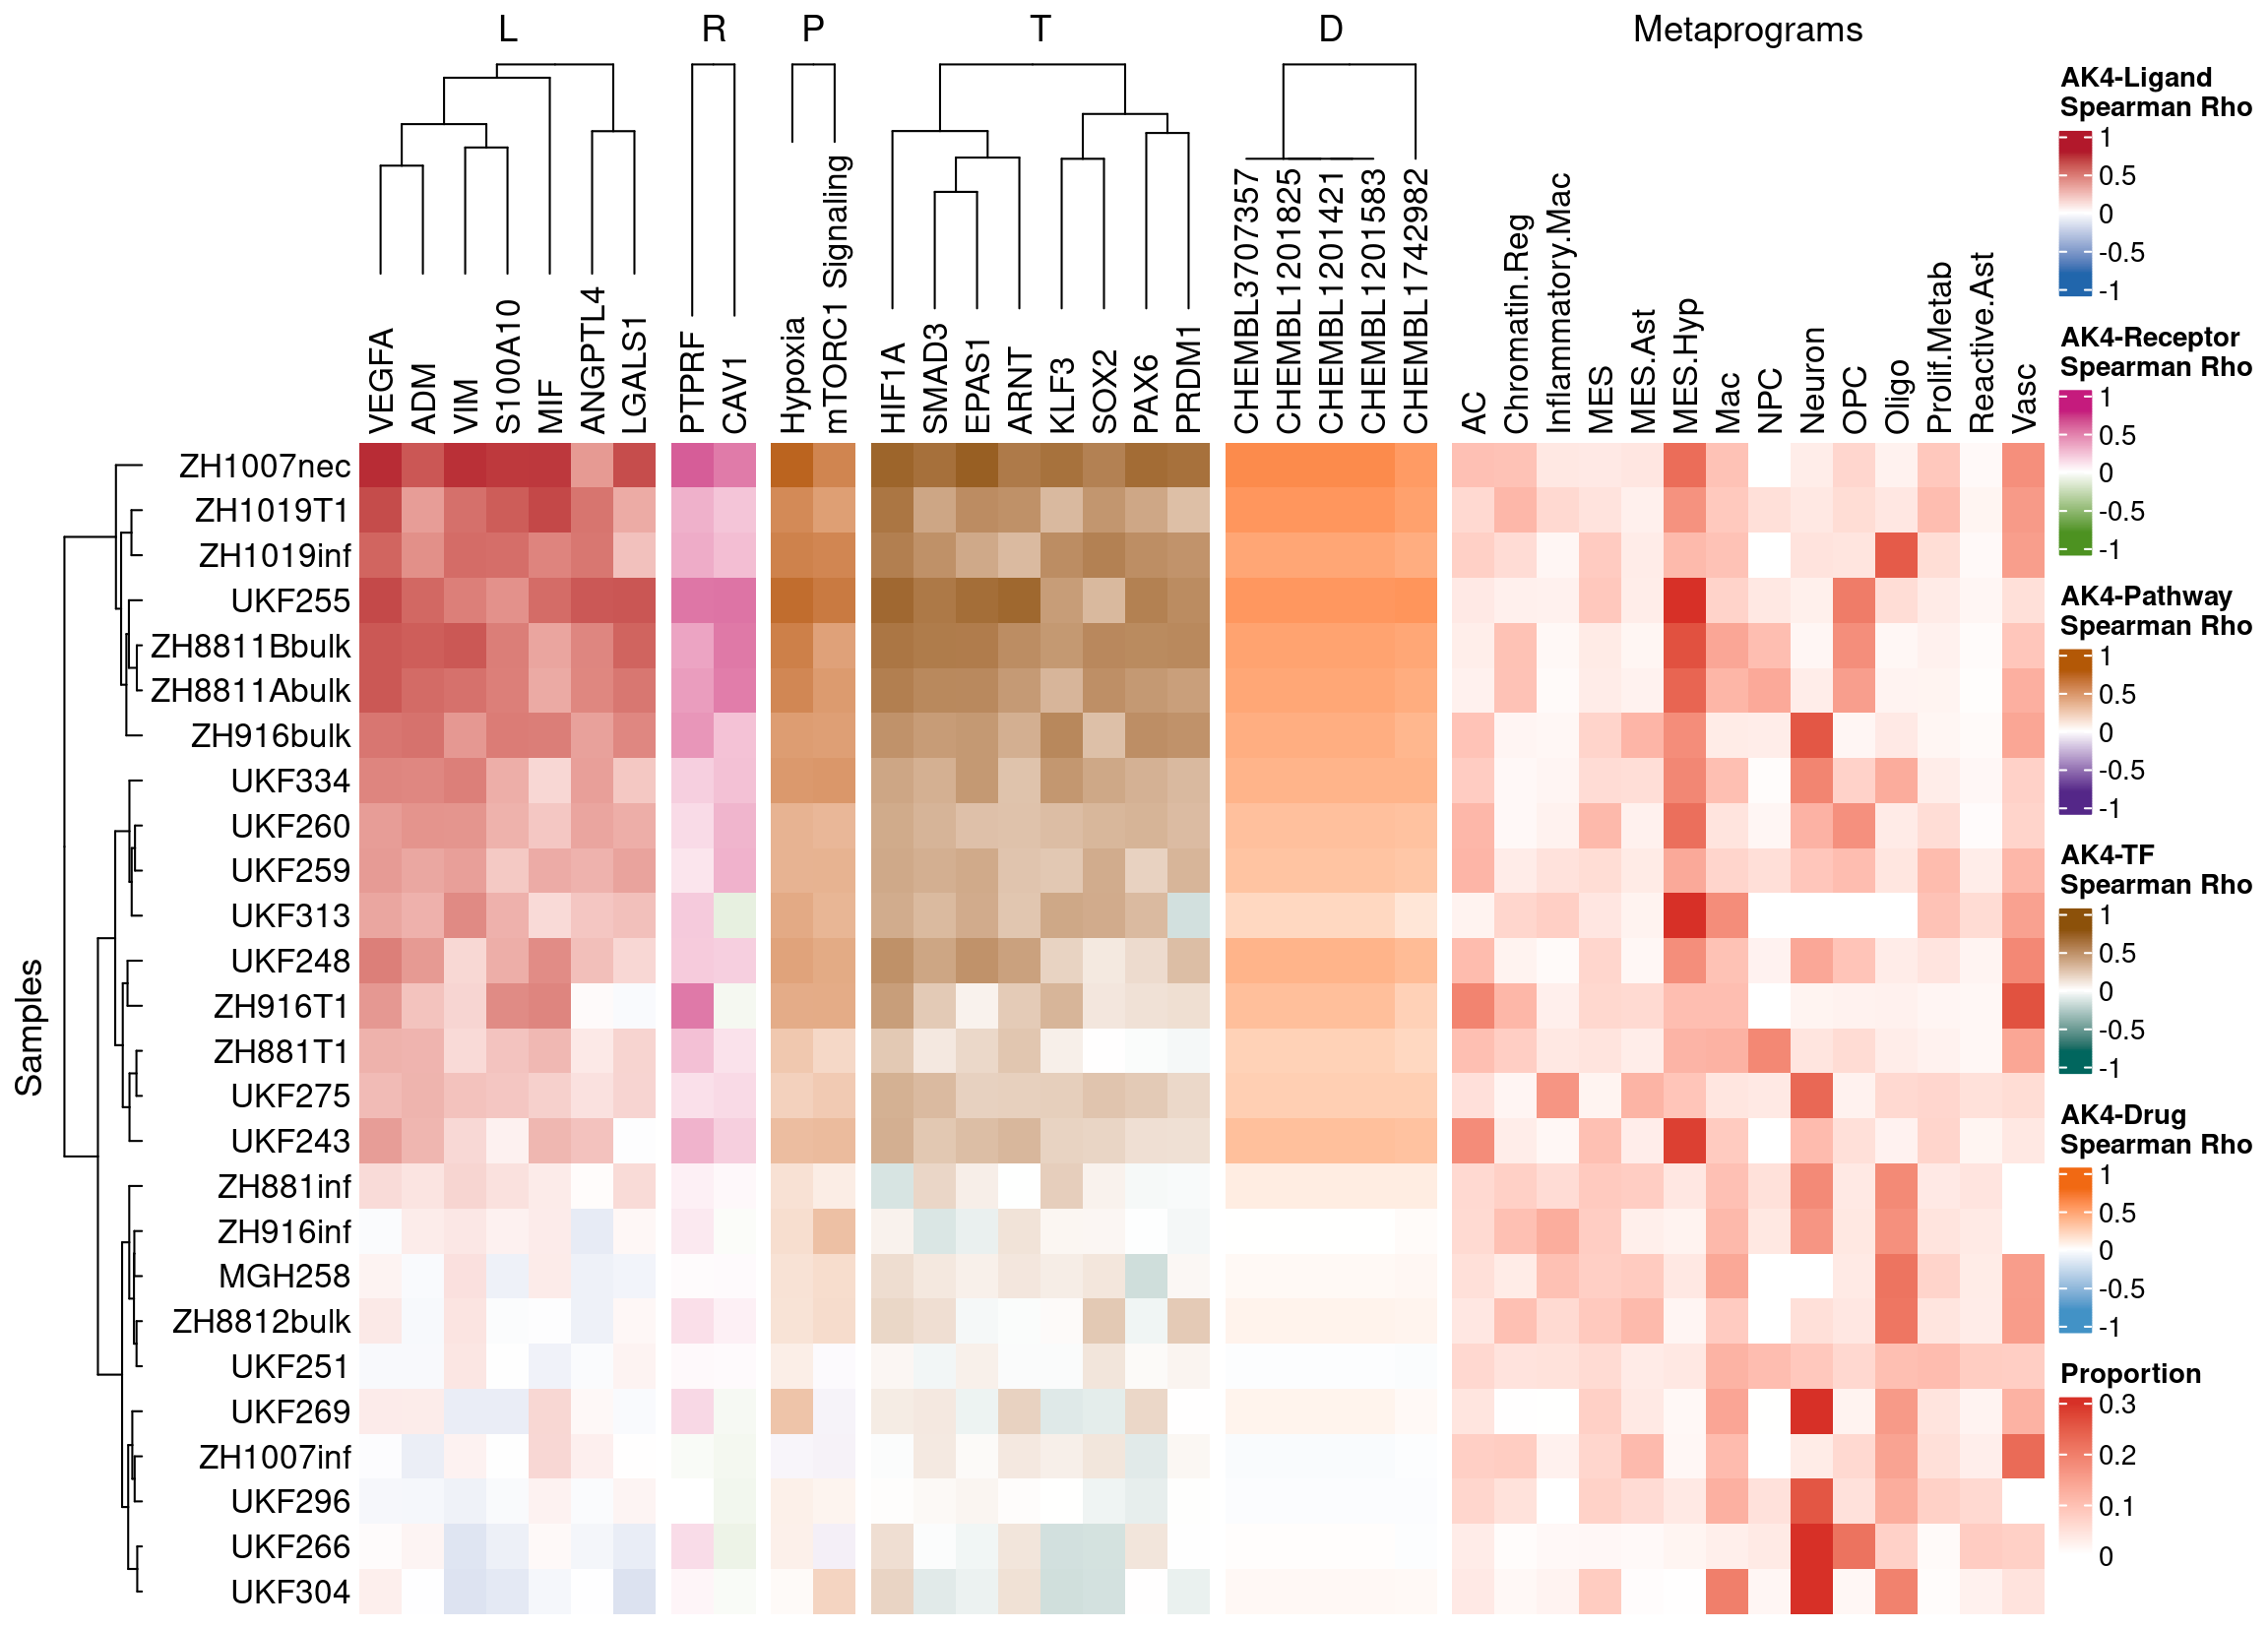 L
R
P
T
D
Metaprograms
VEGFA
ADM
VIM
S100A10
MIF
ANGPTL4
LGALS1
PTPRF
CAV1
Hypoxia
mTORC1 Signaling
HIF1A
SMAD3
EPAS1
ARNT
KLF3
SOX2
PAX6
PRDM1
CHEMBL3707357
CHEMBL1201825
CHEMBL1201421
CHEMBL1201583
CHEMBL1742982
AC
Chromatin.Reg
Inflammatory.Mac
MES
MES.Ast
MES.Hyp
Mac
NPC
Neuron
OPC
Oligo
Prolif.Metab
Reactive.Ast
Vasc
Samples
ZH1007nec
ZH1019T1
ZH1019inf
UKF255
ZH8811Bbulk
ZH8811Abulk
ZH916bulk
UKF334
UKF260
UKF259
UKF313
UKF248
ZH916T1
ZH881T1
UKF275
UKF243
ZH881inf
ZH916inf
MGH258
ZH8812bulk
UKF251
UKF269
ZH1007inf
UKF296
UKF266
UKF304
AK4-Ligand
Spearman Rho
1
0.5
0
-0.5
-1
AK4-Receptor
Spearman Rho
1
0.5
0
-0.5
-1
AK4-Pathway
Spearman Rho
1
0.5
0
-0.5
-1
AK4-TF
Spearman Rho
1
0.5
0
-0.5
-1
AK4-Drug
Spearman Rho
1
0.5
0
-0.5
-1
Proportion
0.3
0.2
0.1
0